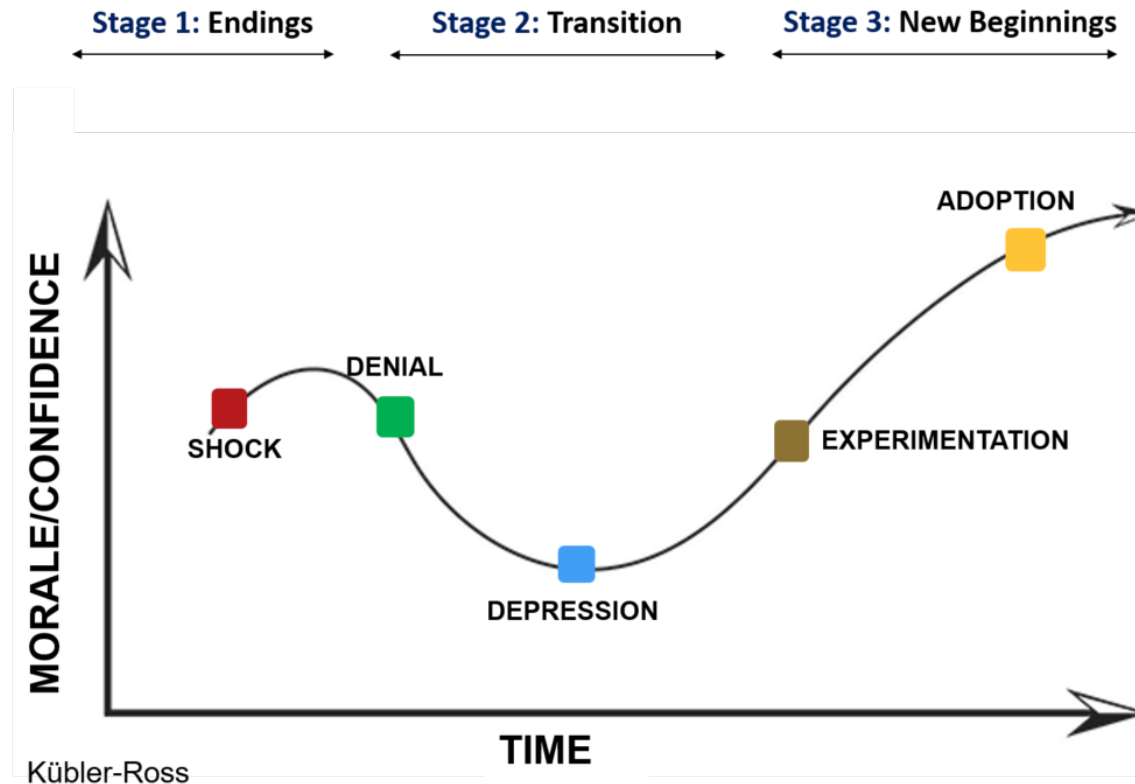 Stage 1: Endings
Stage 2: Transition
Stage 3: New Beginnings
ADOPTION
MORALE/CONFIDENCE
DENIAL
SHOCK
EXPERIMENTATION
DEPRESSION
TIME
Kübler-Ross